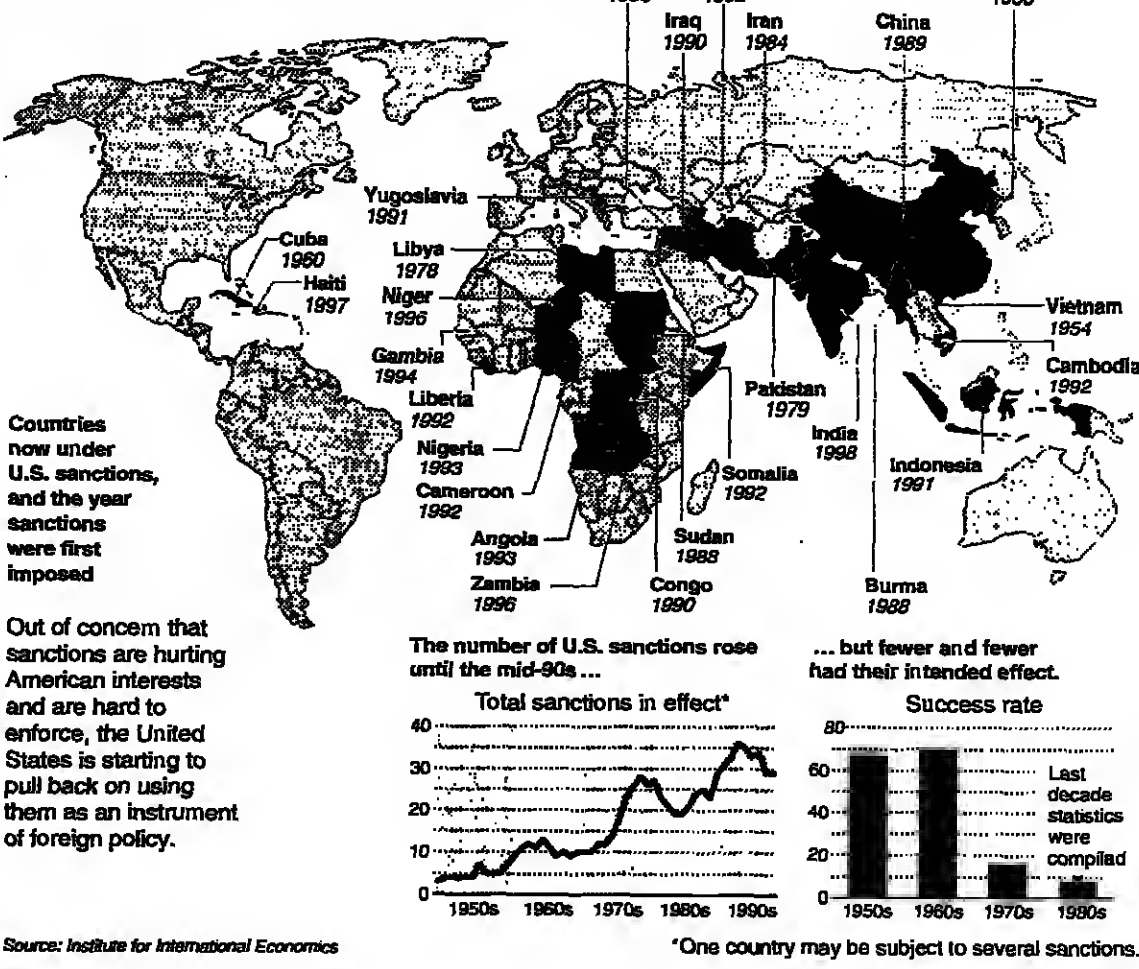 Iraq
1990
Iran
1984
China
1989
Yugoslavia
1991
Cuba
1960
Libya
1978
Haiti
1997
Niger
1996
Vietnam
1954
Gambia
1994
Cambodia
1992
Liberia
1992
Pakistan
1979
Nigeria
1993
India
1998
Indonesia
1991
Somalia
1992
Cameroon
1992
Angola
1993
Sudan
1988
Zambia
1996
Congo
1990
Burma
1988
Countries
now under
U.S. sanctions,
and the year
sanctions
were first
imposed
Out of concern that
sanctions are hurting
American interests
and are hard to
enforce, the United
States is starting to
pull back on using
them as an instrument
of foreign policy.
The number of U.S. sanctions rose
until the mid-90s ...
Total sanctions in effect*
40
30
20
10
0
1950s 1960s 1970s 1980s 1990s
... but fewer and fewer
had their intended effect.
Success rate
80
60
40
20
0
Last
decade
statistics
were
compiled
1950s 1960s 1970s 1980s
Source: Institute for International Economics
*One country may be subject to several sanctions.